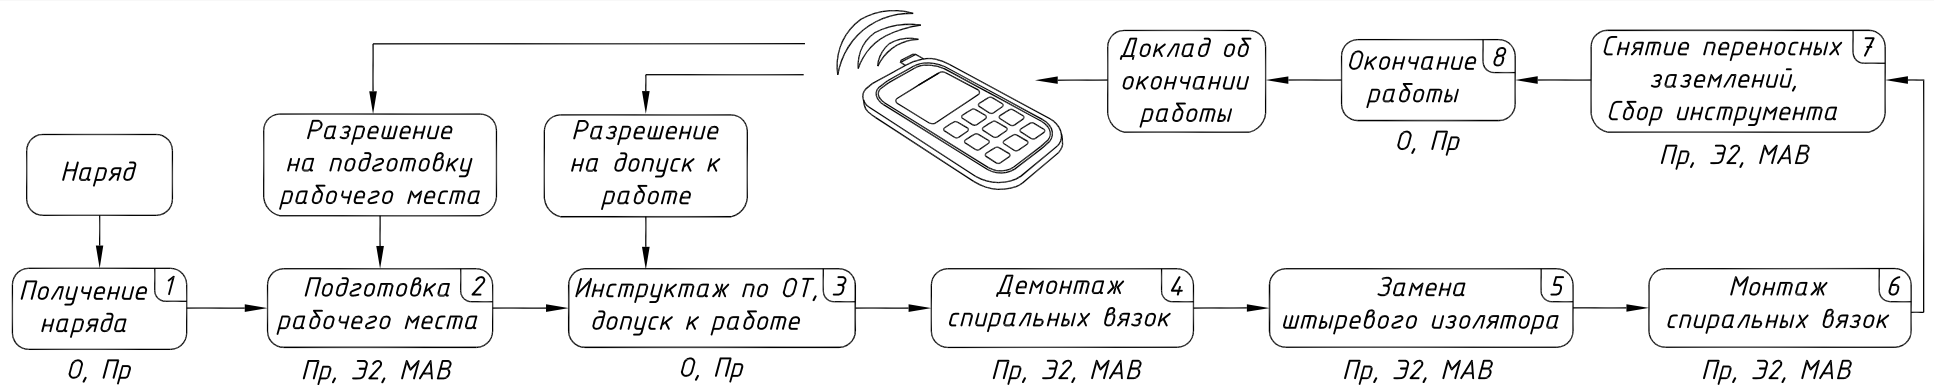 Наряд
Получение
наряда
1
О, Пр
Разрешение
на подготовку
рабочего места
Подготовка
рабочего места
2
Пр, Э2, МАВ
Разрешение
на допуск к
работе
Инструктаж по ОТ,
допуск к работе
3
О, Пр
Демонтаж
спиральных вязок
4
Пр, Э2, МАВ
Замена
штыревого изолятора
5
Пр, Э2, МАВ
Монтаж
спиральных вязок
6
Пр, Э2, МАВ
Снятие переносных
заземлений,
Сбор инструмента
7
Пр, Э2, МАВ
Окончание
работы
8
О, Пр
Доклад об
окончании
работы